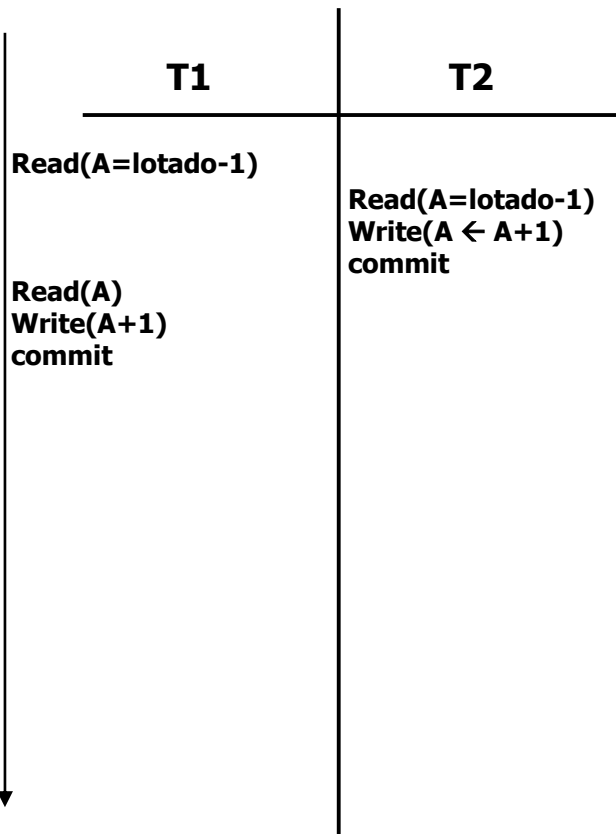 T1
T2
Read(A=lotado-1)
Read(A=lotado-1)
Write(A ← A+1)
commit
Read(A)
Write(A+1)
commit